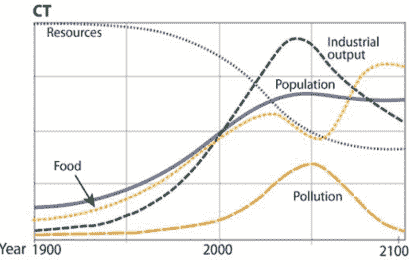 CT
Resources
Industrial
output
Population
Food
Pollution
Year 1900 2000 2100